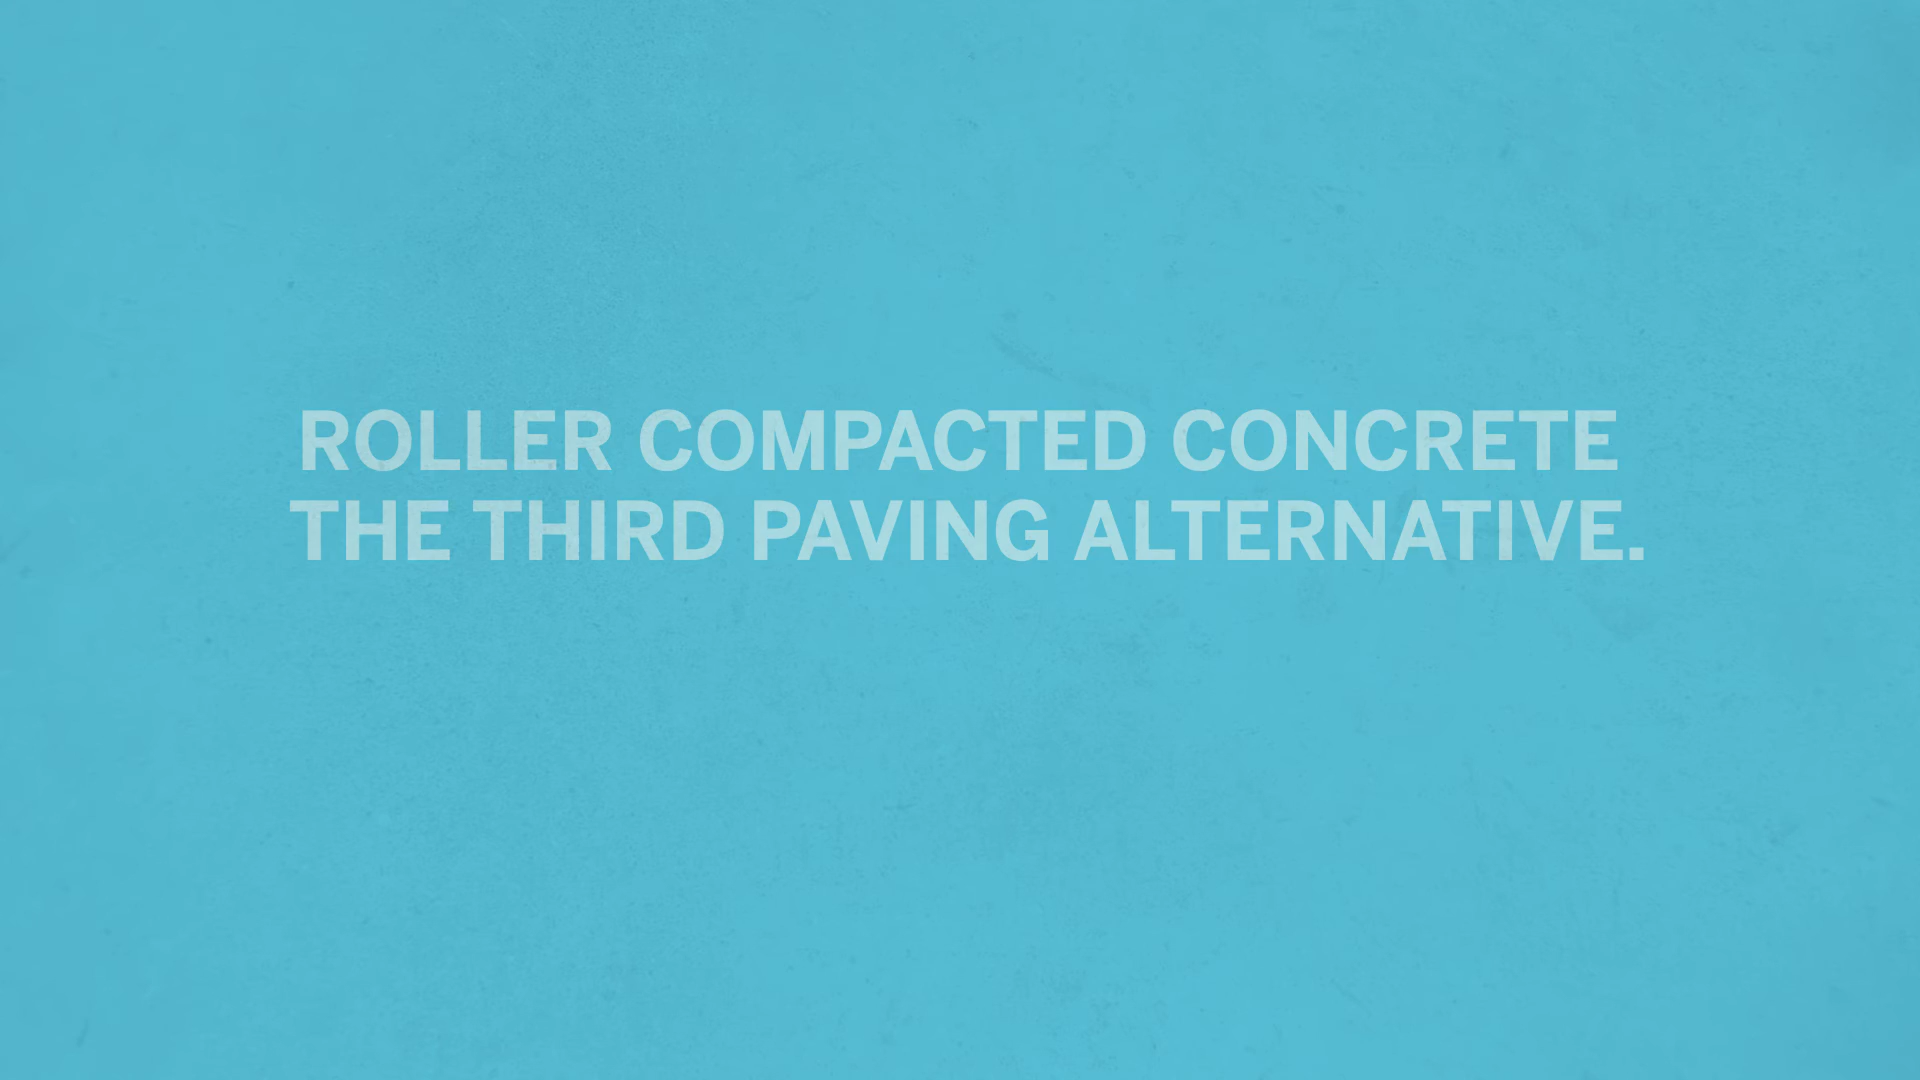 ROLLER COMPACTED CONCRETE
THE THIRD PAVING ALTERNATIVE.